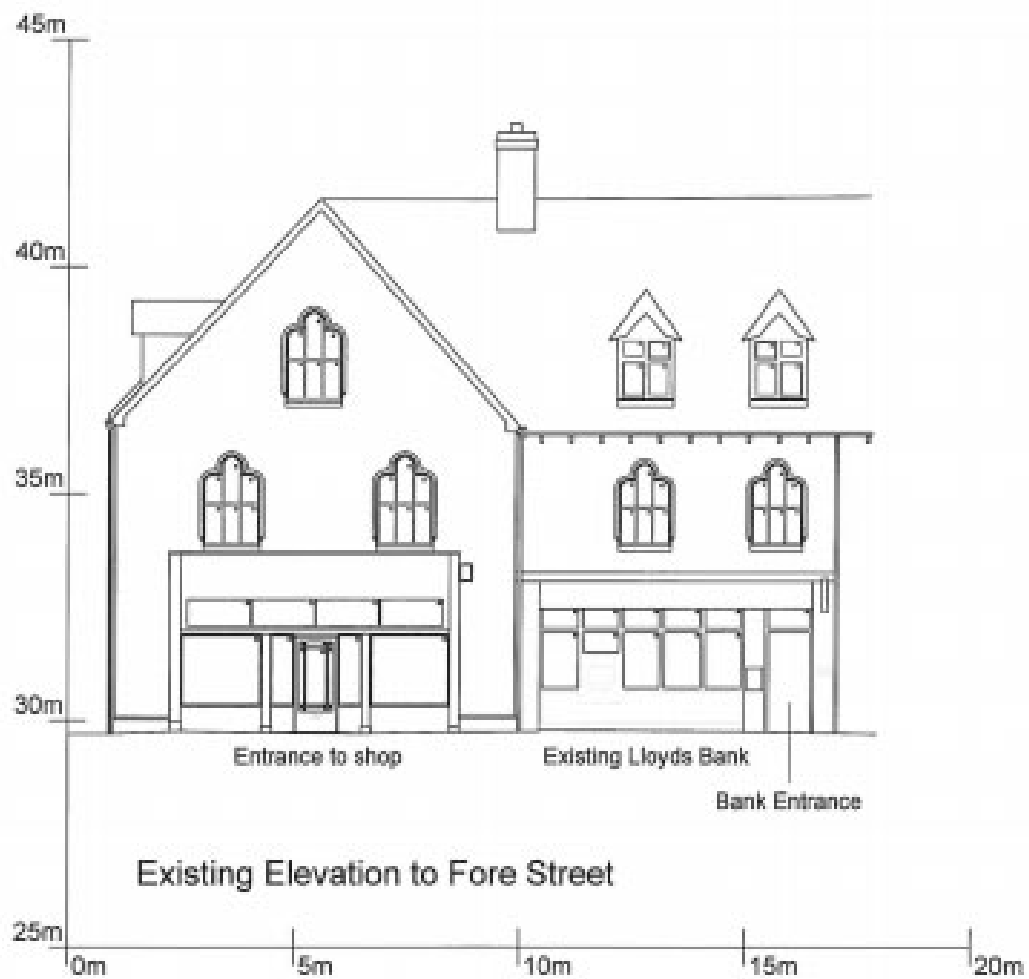 45m
40m
35m
30m
Entrance to shop
Existing Lloyds Bank
Bank Entrance
Existing Elevation to Fore Street
25m
0m
5m
10m
15m
20m